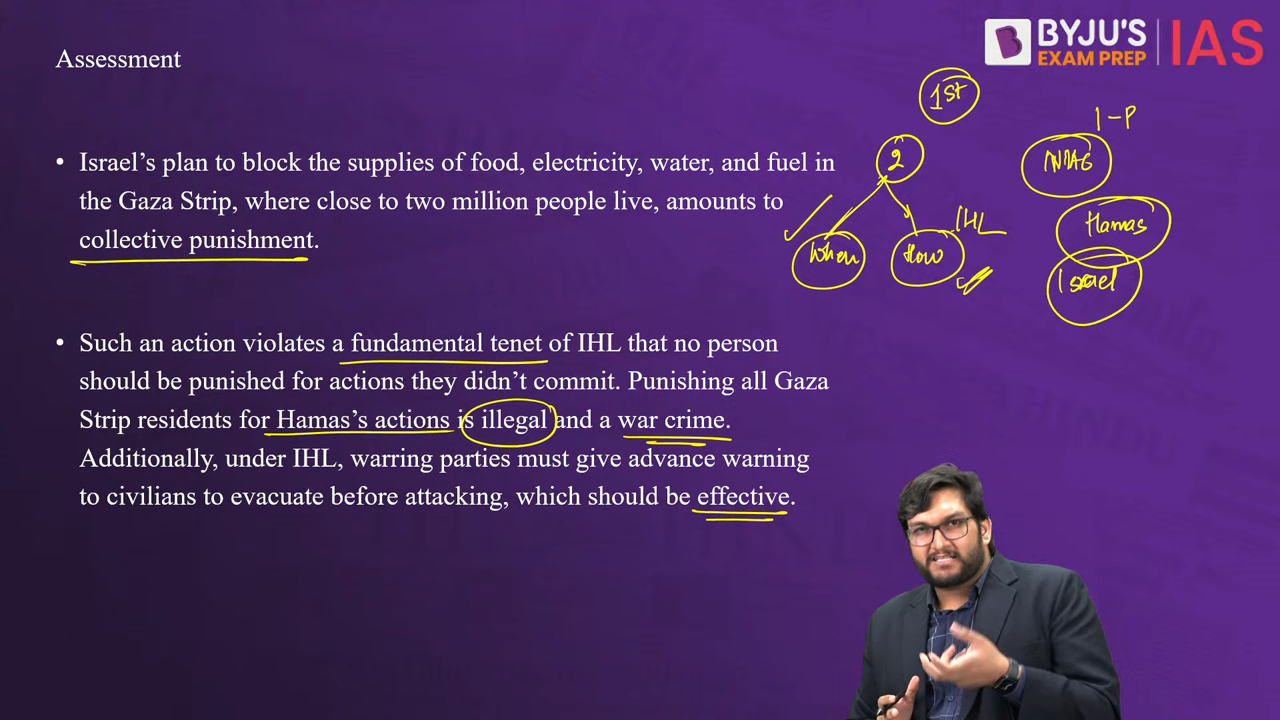 Assessment
BYJU'S
EXAM PREP
IAS
• Israel’s plan to block the supplies of food, electricity, water, and fuel in
the Gaza Strip, where close to two million people live, amounts to
collective punishment.
• Such an action violates a fundamental tenet of IHL that no person
should be punished for actions they didn’t commit. Punishing all Gaza
Strip residents for Hamas’s actions is illegal and a war crime.
Additionally, under IHL, warring parties must give advance warning
to civilians to evacuate before attacking, which should be effective.
1st
2
When
How
IHL
I-P
Hamas
Israel